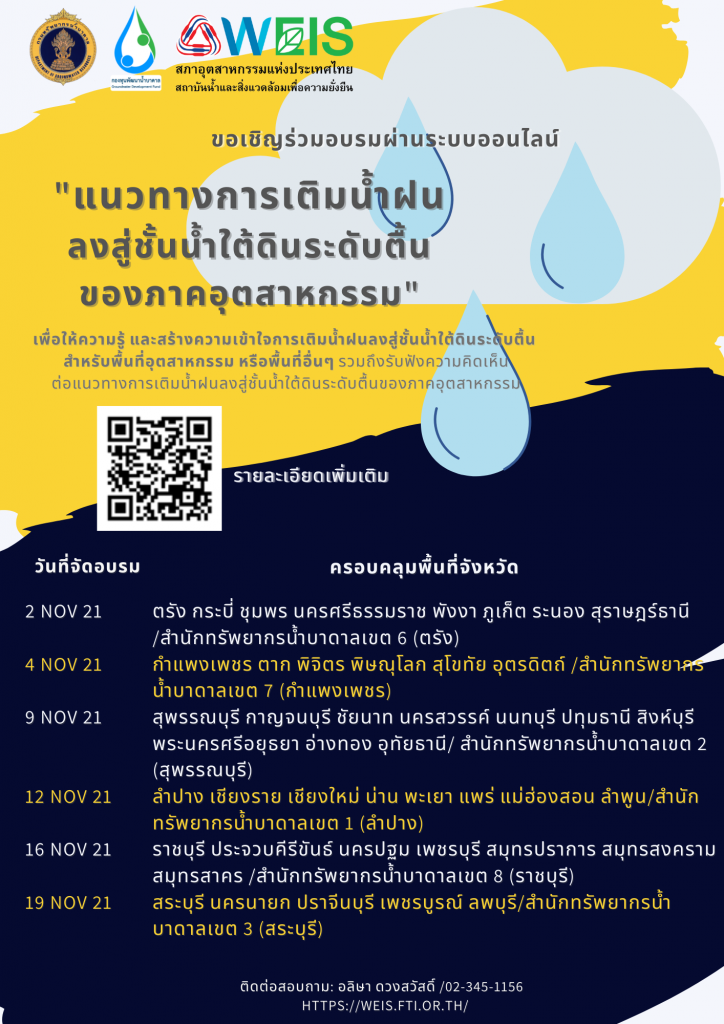 กรมทรัพยากรน้ำบาดาล
DEPARTMENT OF GROUNDWATER RESOURCES
กองทุนพัฒนาน้ำบาดาล
Groundwater Development Fund
WEIS
สภาอุตสาหกรรมแห่งประเทศไทย
สถาบันน้ำและสิ่งแวดล้อมเพื่อความยั่งยืน
ขอเชิญร่วมอบรมผ่านระบบออนไลน์
"แนวทางการเติมน้ำฝน
ลงสู่ชั้นน้ำใต้ดินระดับตื้น
ของภาคอุตสาหกรรม"
เพื่อให้ความรู้ และสร้างความเข้าใจการเติมน้ำฝนลงสู่ชั้นน้ำใต้ดินระดับตื้น
สำหรับพื้นที่อุตสาหกรรม หรือพื้นที่อื่นๆ รวมถึงรับฟังความคิดเห็น
ต่อแนวทางการเติมน้ำฝนลงสู่ชั้นน้ำใต้ดินระดับตื้นของภาคอุตสาหกรรม
รายละเอียดเพิ่มเติม
วันที่จัดอบรม ครอบคลุมพื้นที่จังหวัด
2 NOV 21 ตรัง กระบี่ ชุมพร นครศรีธรรมราช พังงา ภูเก็ต ระนอง สุราษฎร์ธานี
/สำนักทรัพยากรน้ำบาดาลเขต 6 (ตรัง)
4 NOV 21 กำแพงเพชร ตาก พิจิตร พิษณุโลก สุโขทัย อุตรดิตถ์ /สำนักทรัพยากร
น้ำบาดาลเขต 7 (กำแพงเพชร)
9 NOV 21 สุพรรณบุรี กาญจนบุรี ชัยนาท นครสวรรค์ นนทบุรี ปทุมธานี สิงห์บุรี
พระนครศรีอยุธยา อ่างทอง อุทัยธานี/ สำนักทรัพยากรน้ำบาดาลเขต 2
(สุพรรณบุรี)
12 NOV 21 ลำปาง เชียงราย เชียงใหม่ น่าน พะเยา แพร่ แม่ฮ่องสอน ลำพูน/สำนัก
ทรัพยากรน้ำบาดาลเขต 1 (ลำปาง)
16 NOV 21 ราชบุรี ประจวบคีรีขันธ์ นครปฐม เพชรบุรี สมุทรปราการ สมุทรสงคราม
สมุทรสาคร /สำนักทรัพยากรน้ำบาดาลเขต 8 (ราชบุรี)
19 NOV 21 สระบุรี นครนายก ปราจีนบุรี เพชรบูรณ์ ลพบุรี/สำนักทรัพยากรน้ำ
บาดาลเขต 3 (สระบุรี)
ติดต่อสอบถาม: อลิษา ดวงสวัสดิ์ /02-345-1156
HTTPS://WEIS.FTI.OR.TH/